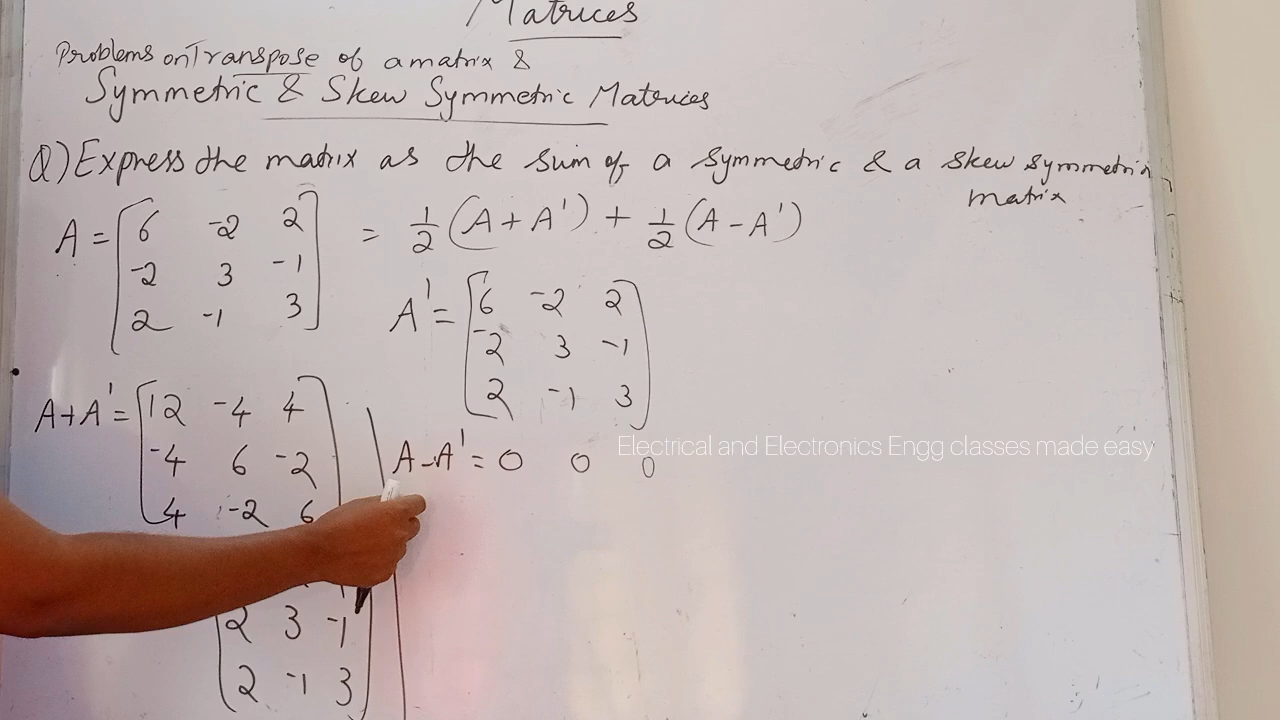 Matrices
Problems on Transpose of a matrix &
Symmetric & Skew Symmetric Matrices
Q) Express the matrix as the sum of a symmetric & a skew symmetric
matrix
A = [6 -2 2 = 1/2 (A + A') + 1/2 (A - A')
-2 3 -1
2 -1 3]
A' = [6 -2 2
-2 3 -1
2 -1 3]
A+A' = [12 -4 4
-4 6 -2
4 -2 6
A-A' = 0 0 0
Electrical and Electronics Engg classes made easy
2 3 -1
2 -1 3]